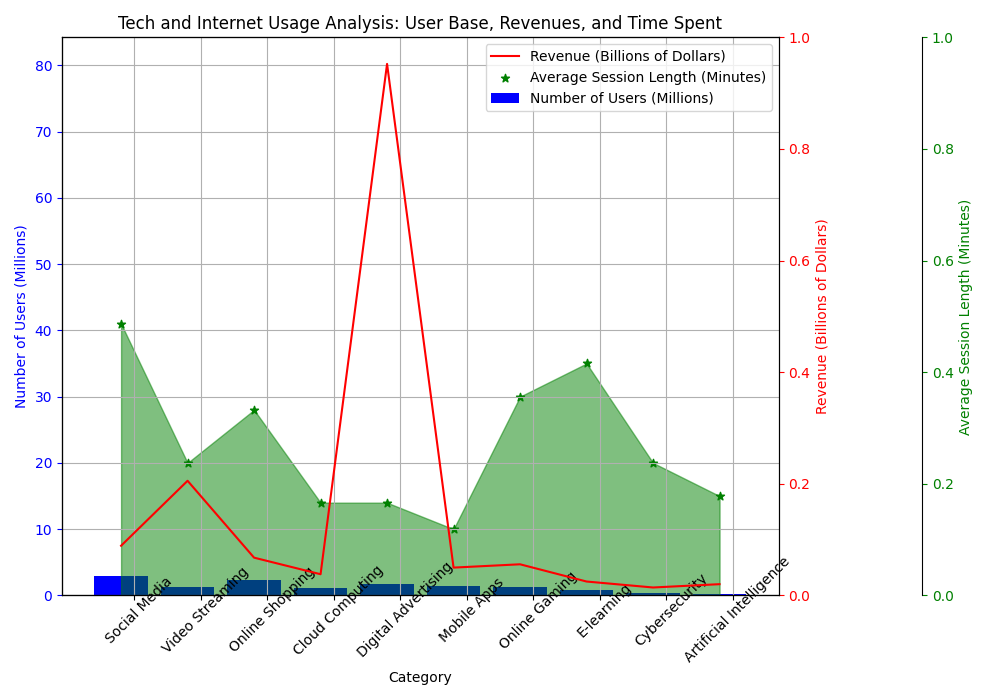 Tech and Internet Usage Analysis: User Base, Revenues, and Time Spent
Revenue (Billions of Dollars)
Average Session Length (Minutes)
Number of Users (Millions)
Number of Users (Millions)
80
70
60
50
40
30
20
10
0
1.0
0.8
0.6
0.4
0.2
0.0
Revenue (Billions of Dollars)
1.0
0.8
0.6
0.4
0.2
0.0
Average Session Length (Minutes)
Social Media
Video Streaming
Online Shopping
Cloud Computing
Digital Advertising
Mobile Apps
Online Gaming
E-learning
Cybersecurity
Artificial Intelligence
Category